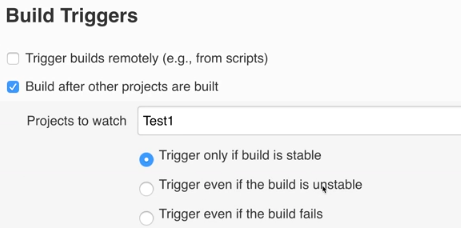 Build Triggers
Trigger builds remotely (e.g., from scripts)
Build after other projects are built
Projects to watch Test1
Trigger only if build is stable
Trigger even if the build is unstable
Trigger even if the build fails